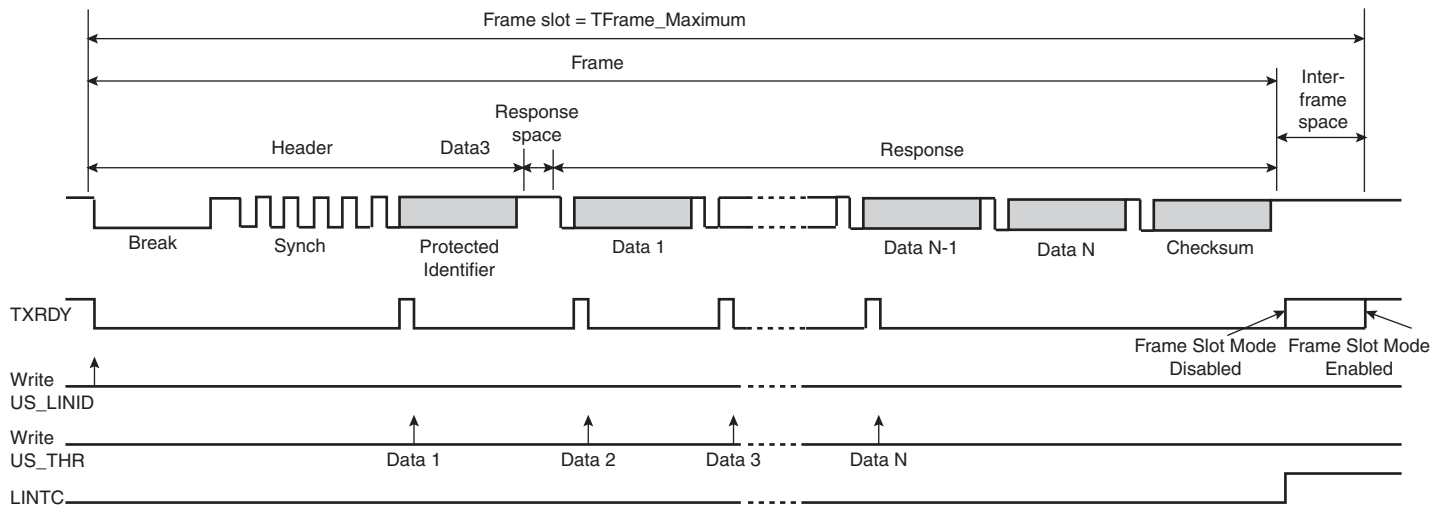 Frame slot = TFrame_Maximum
Frame
Inter-
frame
space
Response
space
Header
Data3
Response
Break
Synch
Protected
Identifier
Data 1
Data N-1
Data N
Checksum
TXRDY
Frame Slot Mode
Disabled
Frame Slot Mode
Enabled
Write
US_LINID
Write
US_THR
Data 1
Data 2
Data 3
Data N
LINTC